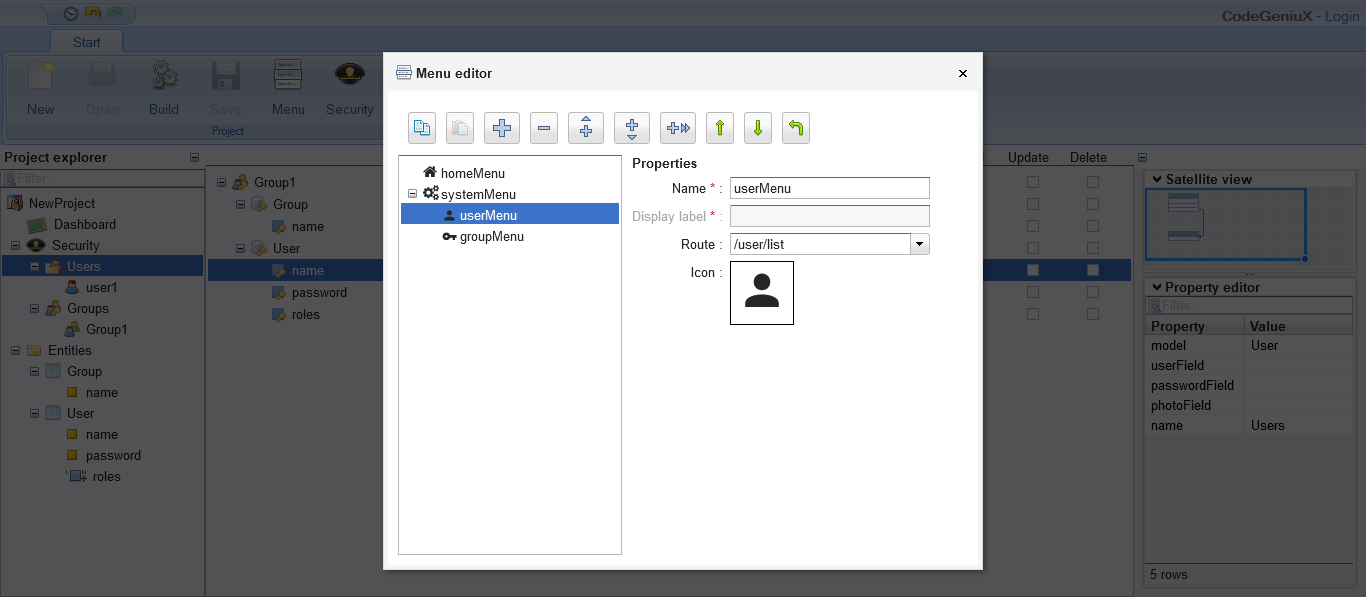 CodeGeniuX - Login
Start
New
Open
Build
Save
Menu
Security
Project
Project explorer
Filter...
NewProject
Dashboard
Security
Users
user1
Groups
Group1
Entities
Group
name
User
name
password
roles
Group1
Group
name
User
name
password
roles
Menu editor
homeMenu
systemMenu
userMenu
groupMenu
Properties
Name * : userMenu
Display label * :
Route : /user/list
Icon :
Update Delete
Satellite view
Property editor
Filter...
Property Value
model User
userField
passwordField
photoField
name Users
5 rows